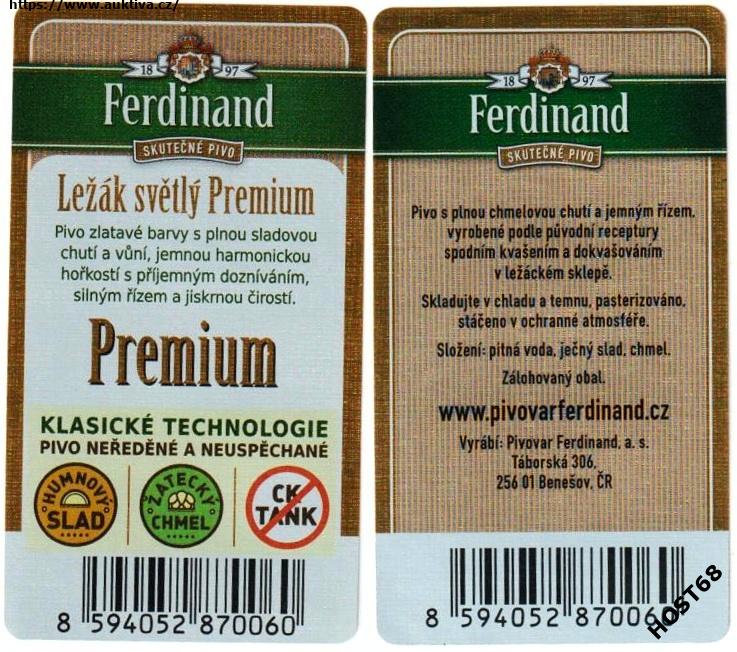 https://www.auktiva.cz/
18 97
Ferdinand
SKUTEČNÉ PIVO
Ležák světlý Premium
Pivo zlatavé barvy s plnou sladovou
chutí a vůní, jemnou harmonickou
hořkostí s příjemným dozníváním,
silným řízem a jiskrnou čirostí.
Premium
KLASICKÉ TECHNOLOGIE
PIVO NEŘEDĚNÉ A NEUSPĚCHANÉ
HUMNOVÝ
SLAD
ŽATECKÝ
CHMEL
CK
TANK
8 594052 870060
18 97
Ferdinand
SKUTEČNÉ PIVO
Pivo s plnou chmelovou chutí a jemným řízem,
vyrobené podle původní receptury
spodním kvašením a dokvašováním
v ležáckém sklepě.
Skladujte v chladu a temnu, pasterizováno,
stáčeno v ochranné atmosféře.
Složení: pitná voda, ječný slad, chmel.
Zálohovaný obal.
www.pivovarferdinand.cz
Vyrábí: Pivovar Ferdinand, a. s.
Táborská 306,
256 01 Benešov, ČR
8 594052 87006
HOST68